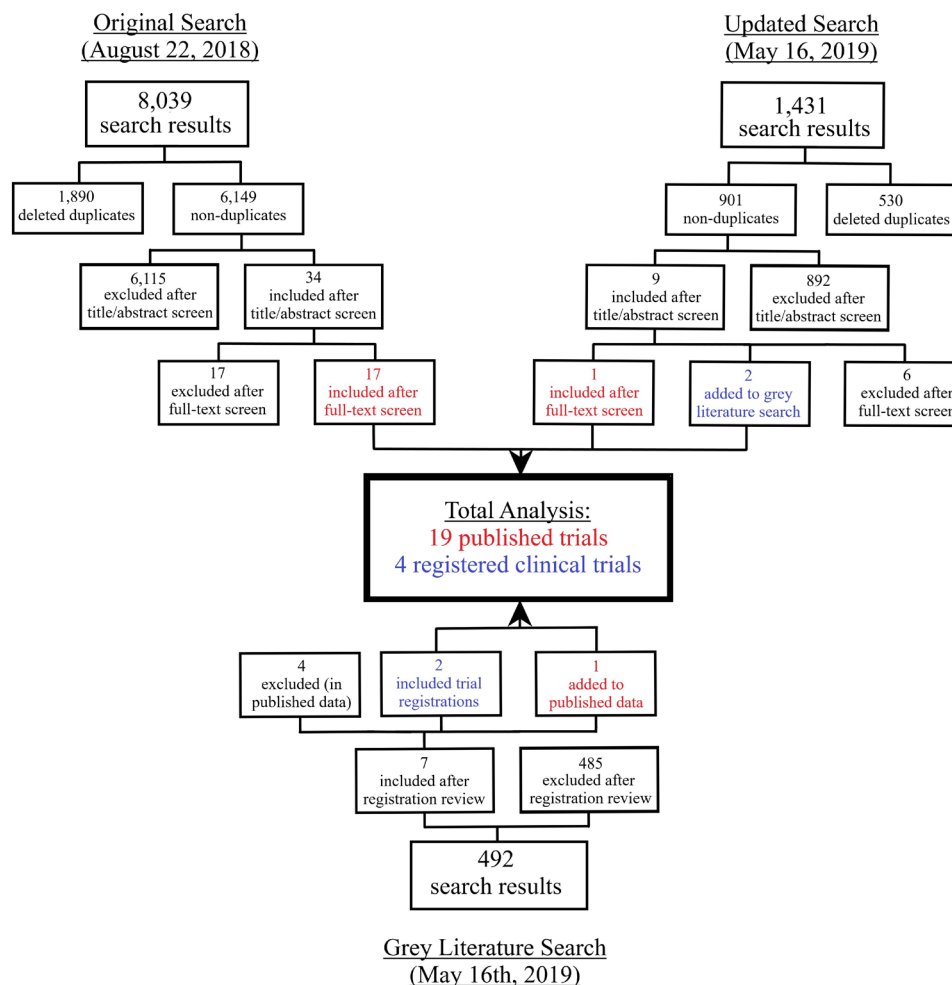 Original Search
(August 22, 2018)
8,039
search results
1,890
deleted duplicates
6,149
non-duplicates
6,115
excluded after
title/abstract screen
34
included after
title/abstract screen
17
excluded after
full-text screen
17
included after
full-text screen
Updated Search
(May 16, 2019)
1,431
search results
901
non-duplicates
530
deleted duplicates
9
included after
title/abstract screen
892
excluded after
title/abstract screen
1
included after
full-text screen
2
added to grey
literature search
6
excluded after
full-text screen
Total Analysis:
19 published trials
4 registered clinical trials
4
excluded (in
published data)
2
included trial
registrations
1
added to
published data
7
included after
registration review
485
excluded after
registration review
492
search results
Grey Literature Search
(May 16th, 2019)